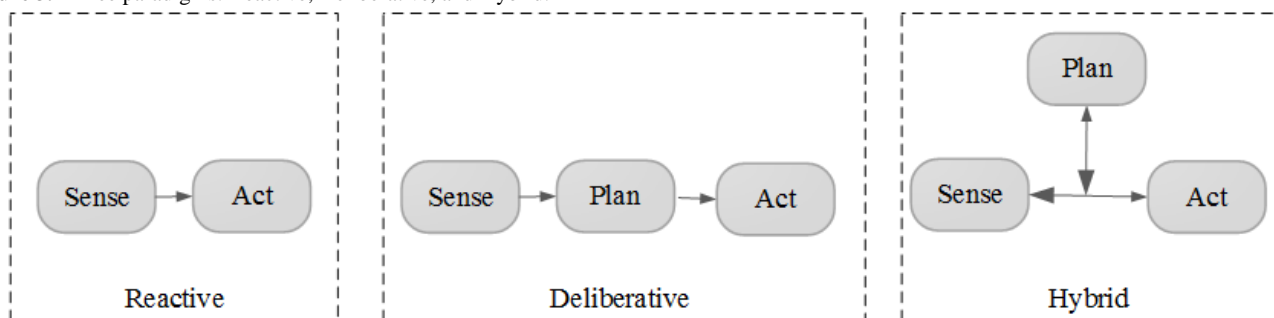 Plan
Sense Act
Sense Plan Act
Sense Act
Reactive
Deliberative
Hybrid